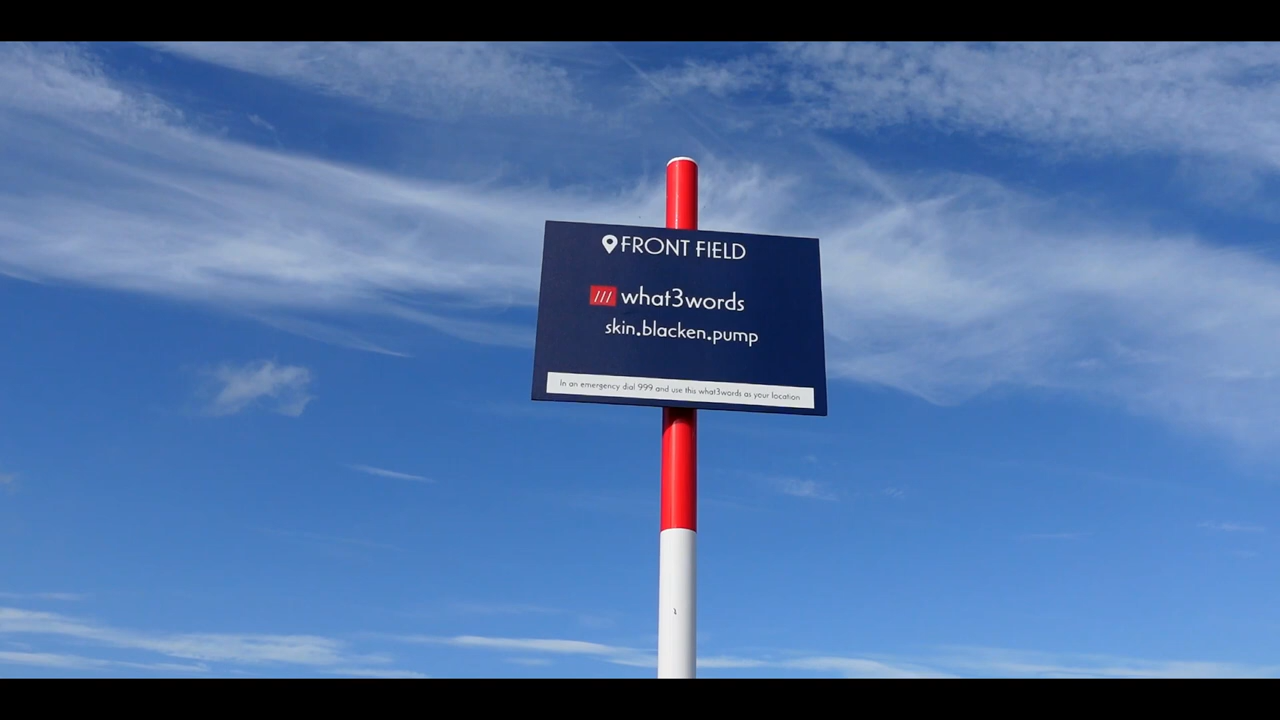 FRONT FIELD
/// what3words
skin.blacken.pump
In an emergency dial 999 and use this what3words as your location